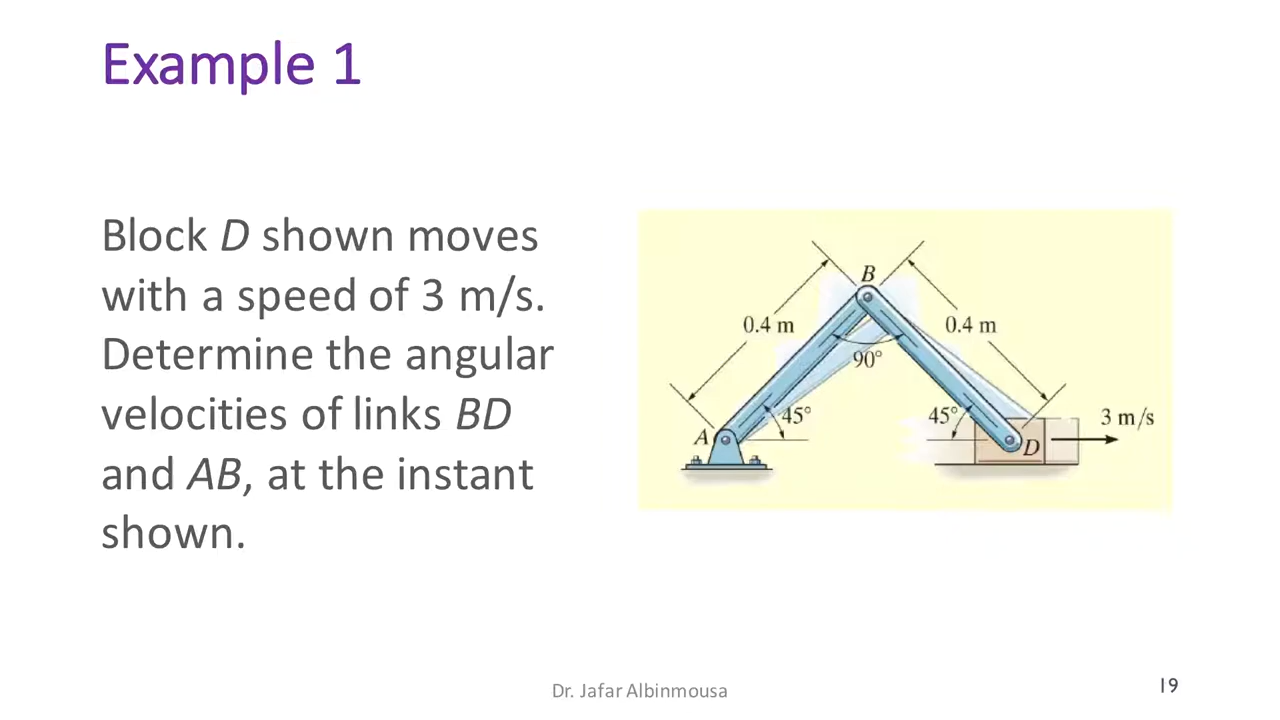 Example 1
Block D shown moves
with a speed of 3 m/s.
Determine the angular
velocities of links BD
and AB, at the instant
shown.
B
0.4 m
0.4 m
90°
45°
45°
3 m/s
A
D
Dr. Jafar Albinmousa
19